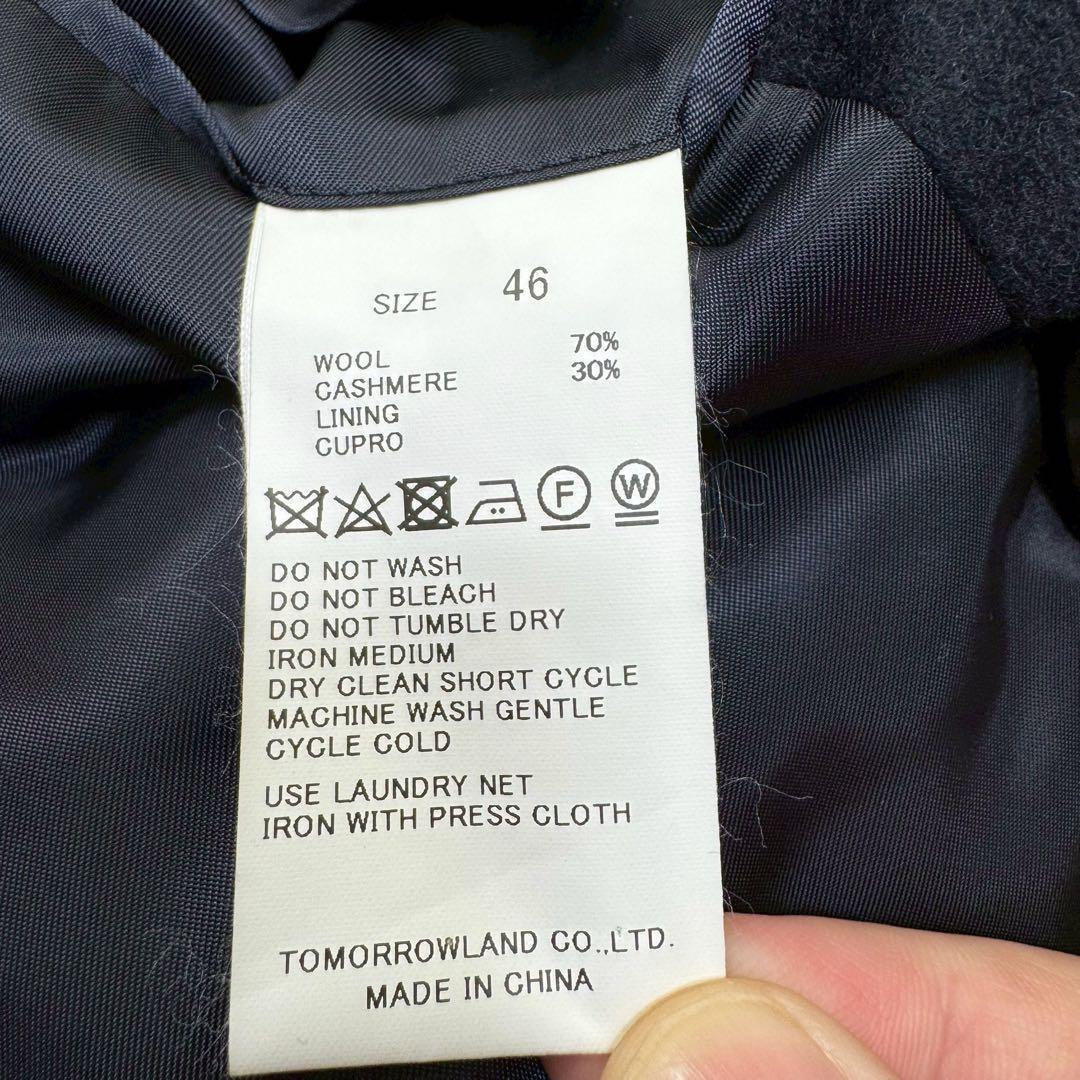 SIZE 46
WOOL 70%
CASHMERE 30%
LINING
CUPRO
F W
DO NOT WASH
DO NOT BLEACH
DO NOT TUMBLE DRY
IRON MEDIUM
DRY CLEAN SHORT CYCLE
MACHINE WASH GENTLE
CYCLE COLD
USE LAUNDRY NET
IRON WITH PRESS CLOTH
TOMORROWLAND CO.,LTD.
MADE IN CHINA